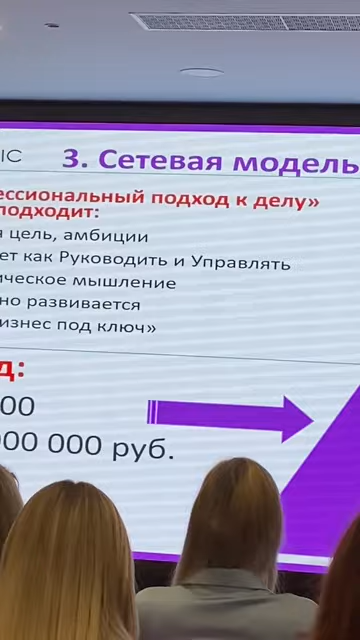 IC
3. Сетевая модель
ессиональный подход к делу»
подходит:
цель, амбиции
ет как Руководить и Управлять
ическое мышление
но развивается
изнес под ключ»
д:
00
000 000 руб.